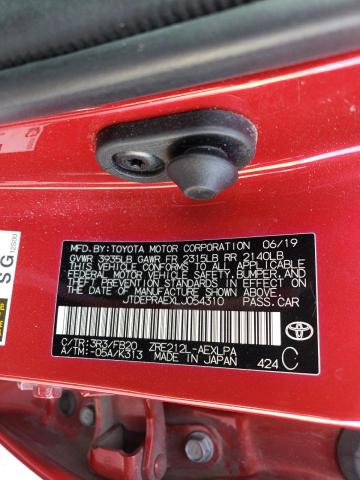 MFD. BY: TOYOTA MOTOR CORPORATION 06/19
GVWR 3935LB GAWR FR 2315LB RR 2140LB
THIS VEHICLE CONFORMS TO ALL APPLICABLE
FEDERAL MOTOR VEHICLE SAFETY, BUMPER, AND
THEFT PREVENTION STANDARDS IN EFFECT ON
THE DATE OF MANUFACTURE SHOWN ABOVE.
JTDEPRAEXLJ054310 PASS.CAR
C/TR:3R3/FB20 ZRE212L-AEXLPA
A/TM:-05A/K313 MADE IN JAPAN 424 C
TOYOTA
SG